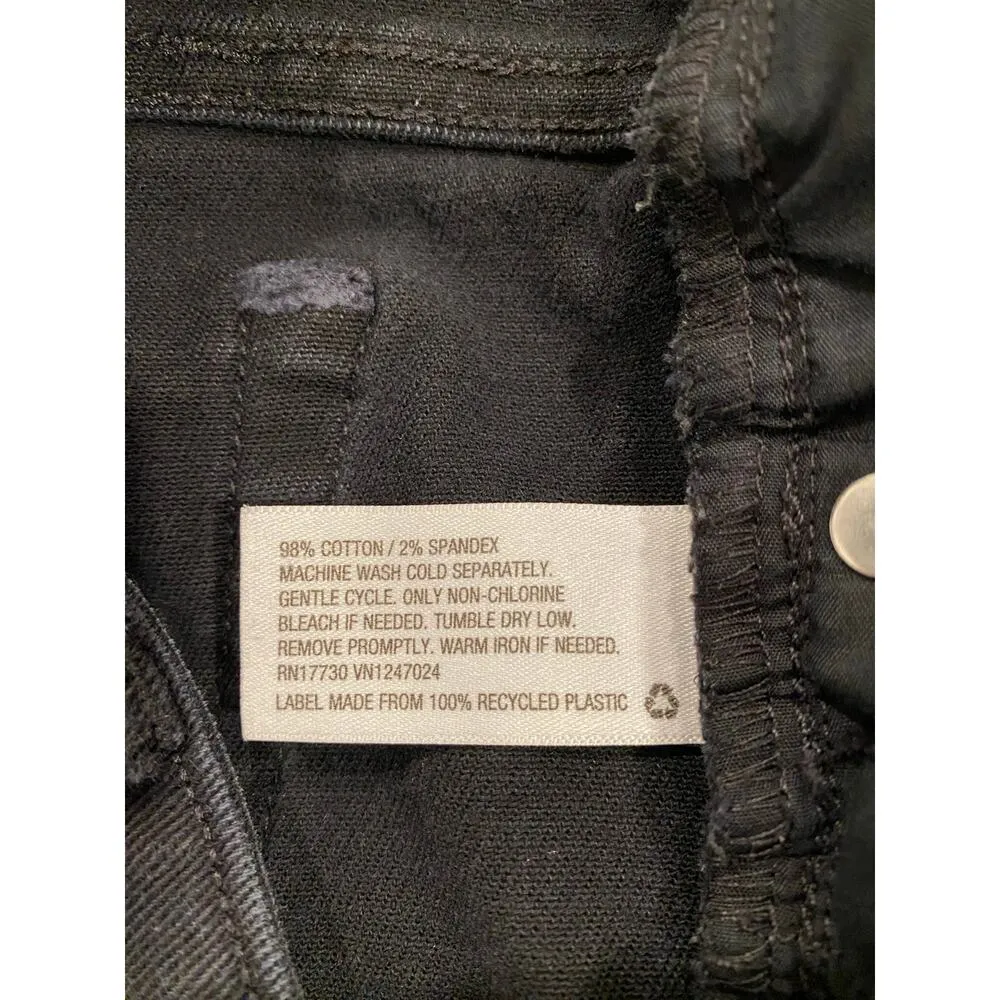 98% COTTON / 2% SPANDEX
MACHINE WASH COLD SEPARATELY.
GENTLE CYCLE. ONLY NON-CHLORINE
BLEACH IF NEEDED. TUMBLE DRY LOW.
REMOVE PROMPTLY. WARM IRON IF NEEDED.
RN17730 VN1247024
LABEL MADE FROM 100% RECYCLED PLASTIC